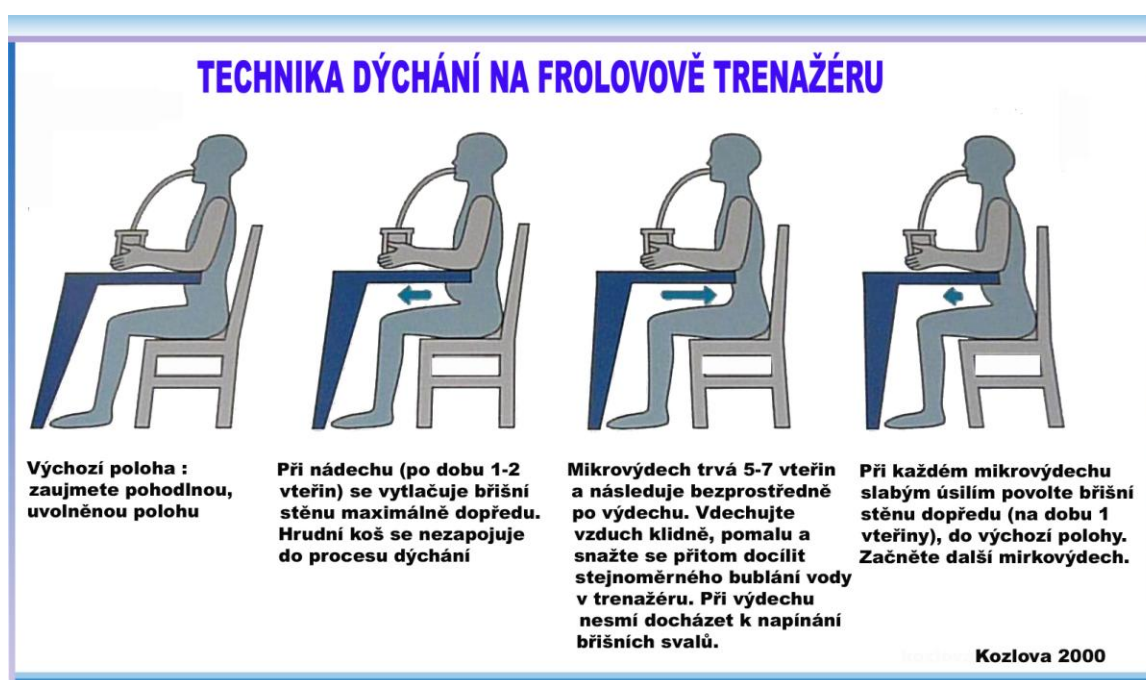 TECHNIKA DÝCHÁNÍ NA FROLOVOVĚ TRENAŽÉRU
Výchozí poloha :
zaujmete pohodlnou,
uvolněnou polohu
Při nádechu (po dobu 1-2
vteřin) se vytlačuje břišní
stěnu maximálně dopředu.
Hrudní koš se nezapojuje
do procesu dýchání
Mikrovýdech trvá 5-7 vteřin
a následuje bezprostředně
po výdechu. Vdechujte
vzduch klidně, pomalu a
snažte se přitom docílit
stejnoměrného bublání vody
v trenažéru. Při výdechu
nesmí docházet k napínání
břišních svalů.
Při každém mikrovýdechu
slabým úsilím povolte břišní
stěnu dopředu (na dobu 1
vteřiny), do výchozí polohy.
Začněte další mirkovýdech.
Kozlova 2000